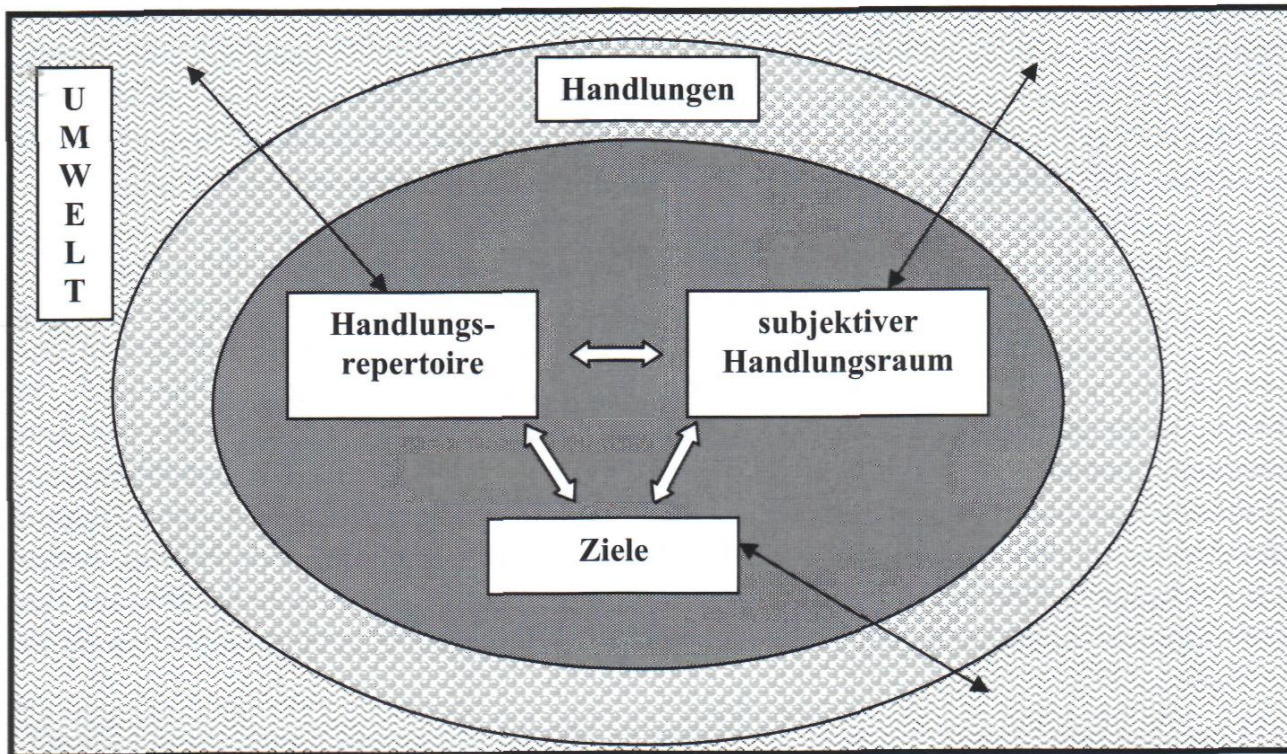 U
M
W
E
L
T
Handlungen
Handlungs-
repertoire
subjektiver
Handlungsraum
Ziele